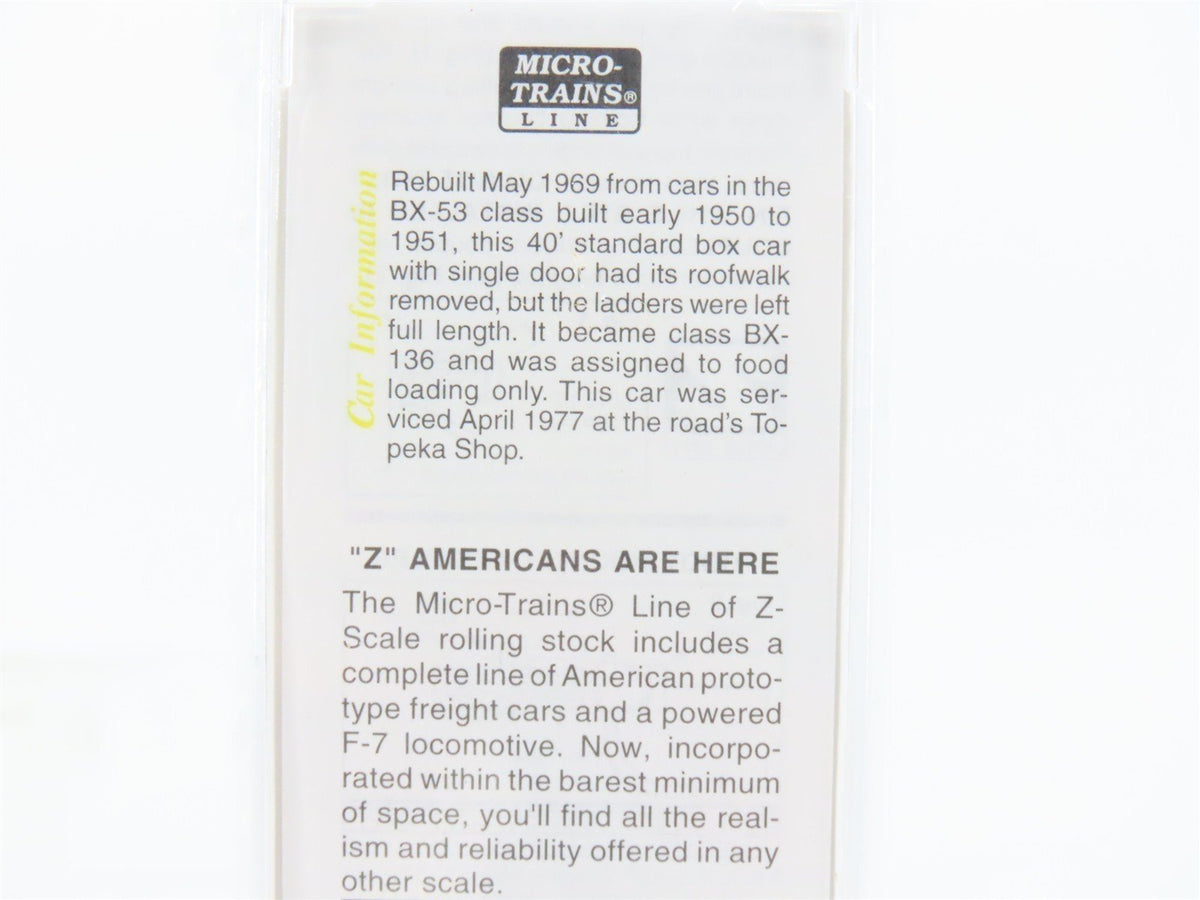 MICRO-
TRAINS®
LINE
Car Information
Rebuilt May 1969 from cars in the
BX-53 class built early 1950 to
1951, this 40' standard box car
with single door had its roofwalk
removed, but the ladders were left
full length. It became class BX-
136 and was assigned to food
loading only. This car was ser-
viced April 1977 at the road's To-
peka Shop.
"Z" AMERICANS ARE HERE
The Micro-Trains® Line of Z-
Scale rolling stock includes a
complete line of American proto-
type freight cars and a powered
F-7 locomotive. Now, incorpo-
rated within the barest minimum
of space, you'll find all the real-
ism and reliability offered in any
other scale.